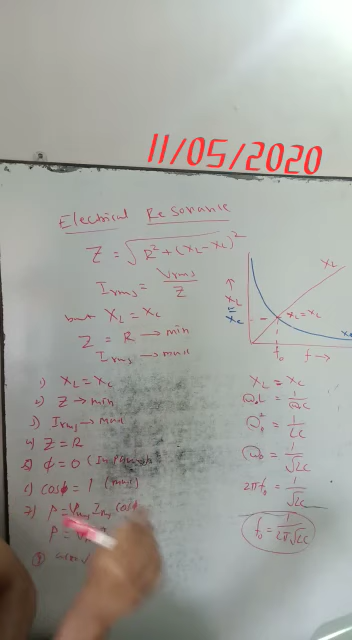 11/05/2020
Electrical Resonance
Z = √R² + (XL - XC)²
Irms = Vrms / Z
but XL = XC
Z = R → min
Irms → max
XL
↑
XL = XC
XL
XC
f₀
f →
XC
1) XL = XC
2) Z → min
3) Irms → max
4) Z = R
5) φ = 0 (In Phase)
6) cosφ = 1 (max)
7) P = Vrms Irms cosφ
P =
XL = XC
ω₀L = 1/ω₀C
ω₀² = 1/LC
ω₀ = 1/√LC
2πf₀ = 1/√LC
f₀ = 1/2π√LC